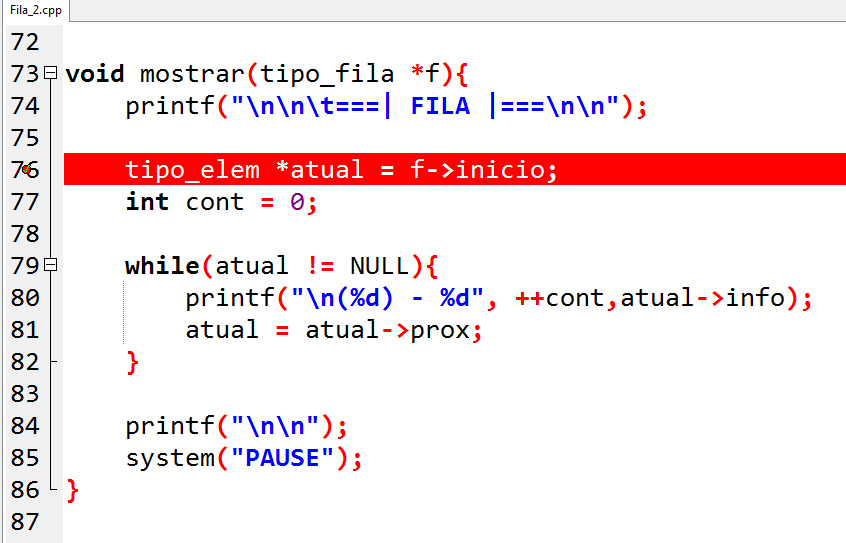 Fila_2.cpp
72
73 void mostrar(tipo_fila *f){
74     printf("\n\n\t===| FILA |===\n\n");
75
76     tipo_elem *atual = f->inicio;
77     int cont = 0;
78
79     while(atual != NULL){
80         printf("\n(%d) - %d", ++cont,atual->info);
81         atual = atual->prox;
82     }
83
84     printf("\n\n");
85     system("PAUSE");
86 }
87